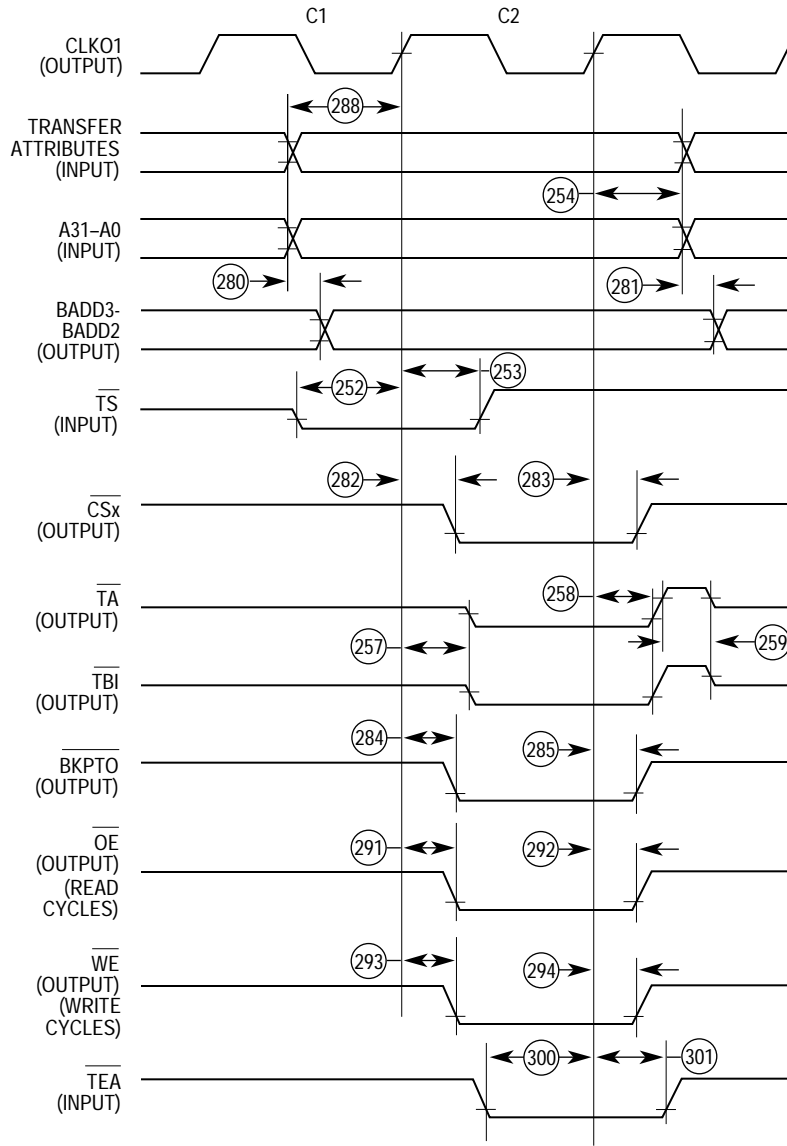 C1 C2
CLKO1
(OUTPUT)
288
TRANSFER
ATTRIBUTES
(INPUT)
254
A31–A0
(INPUT)
280
281
BADD3-
BADD2
(OUTPUT)
252
253
TS
(INPUT)
282
283
CSx
(OUTPUT)
258
TA
(OUTPUT)
257
259
TBI
(OUTPUT)
284
285
BKPTO
(OUTPUT)
291
292
OE
(OUTPUT)
(READ
CYCLES)
293
294
WE
(OUTPUT)
(WRITE
CYCLES)
300
301
TEA
(INPUT)